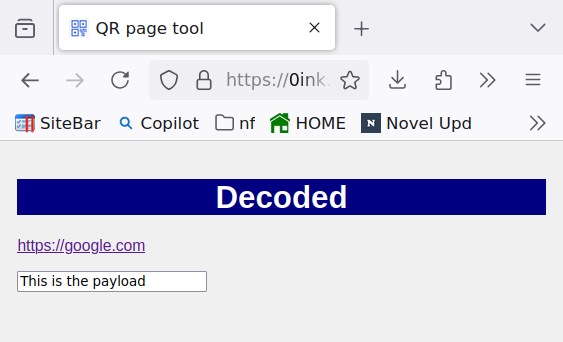 QR page tool
https://0ink.
SiteBar
Copilot
nf
HOME
N
Novel Upd
Decoded
https://google.com
This is the payload